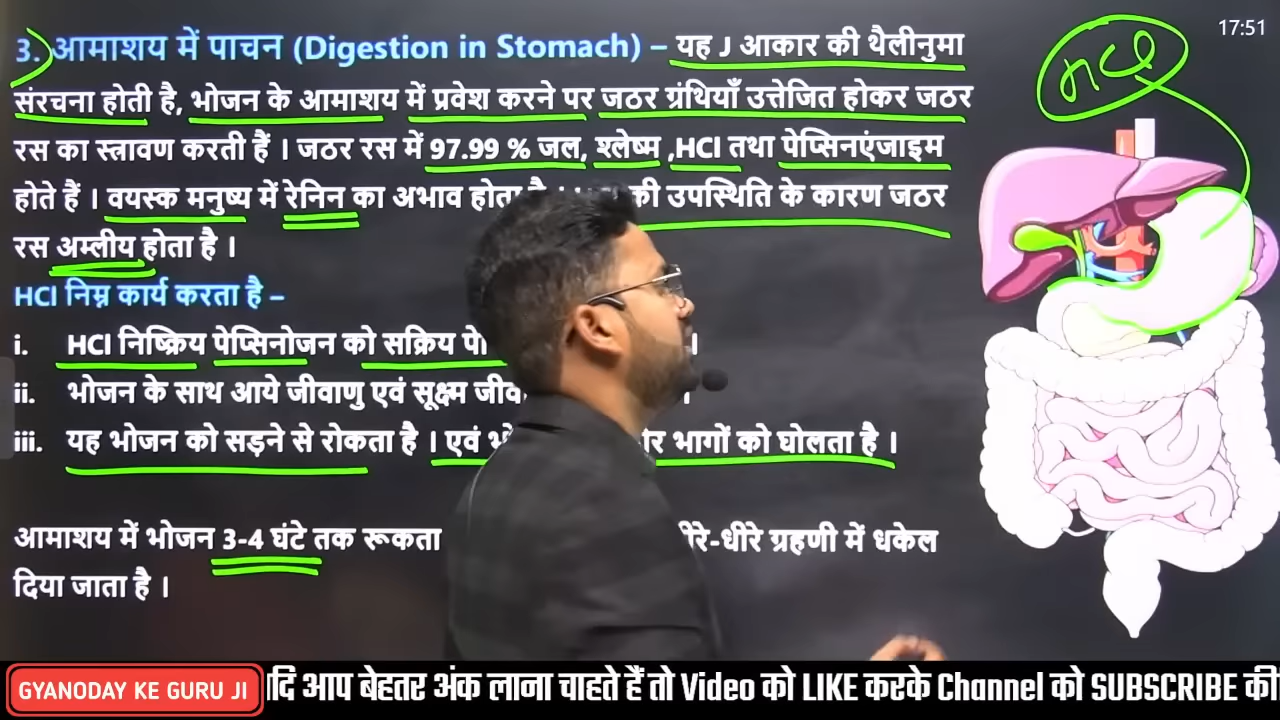 3. आमाशय में पाचन (Digestion in Stomach) – यह J आकार की थैलीनुमा
संरचना होती है, भोजन के आमाशय में प्रवेश करने पर जठर ग्रंथियाँ उत्तेजित होकर जठर
रस का स्त्रावण करती हैं । जठर रस में 97.99 % जल, श्लेष्म ,HCl तथा पेप्सिनएंजाइम
होते हैं । वयस्क मनुष्य में रेनिन का अभाव होता की उपस्थिति के कारण जठर
रस अम्लीय होता है ।
HCl निम्न कार्य करता है –
i. HCl निष्क्रिय पेप्सिनोजन को सक्रिय ।
ii. भोजन के साथ आये जीवाणु एवं सूक्ष्म ।
iii. यह भोजन को सड़ने से रोकता है । एवं भागों को घोलता है ।
आमाशय में भोजन 3-4 घंटे तक रूकता ग्रहणी में धकेल
दिया जाता है ।
HCl
17:51
GYANODAY KE GURU JI
आप बेहतर अंक लाना चाहते हैं तो Video को LIKE करके Channel को SUBSCRIBE